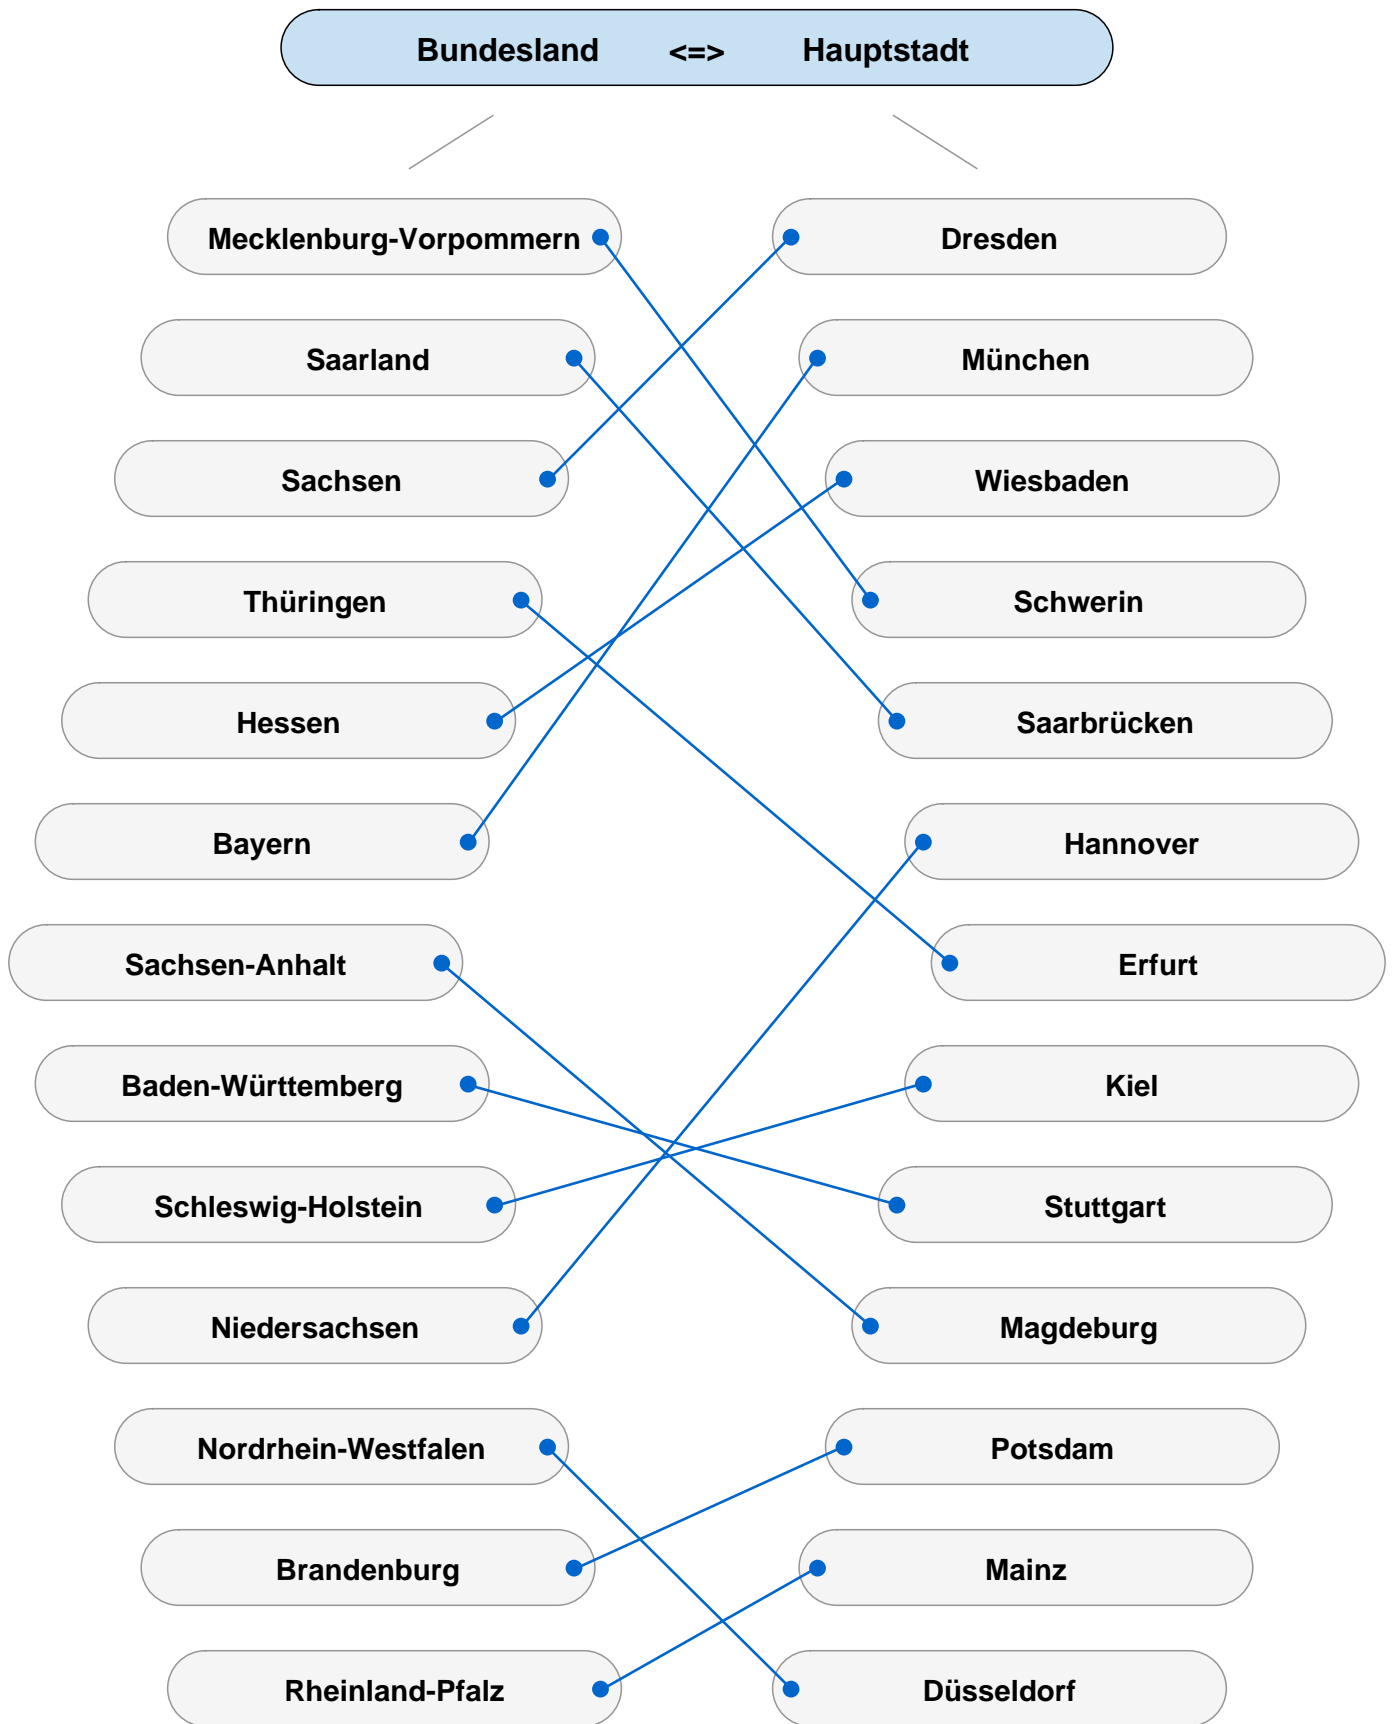 Bundesland <=> Hauptstadt
Mecklenburg-Vorpommern Dresden
Saarland München
Sachsen Wiesbaden
Thüringen Schwerin
Hessen Saarbrücken
Bayern Hannover
Sachsen-Anhalt Erfurt
Baden-Württemberg Kiel
Schleswig-Holstein Stuttgart
Niedersachsen Magdeburg
Nordrhein-Westfalen Potsdam
Brandenburg Mainz
Rheinland-Pfalz Düsseldorf